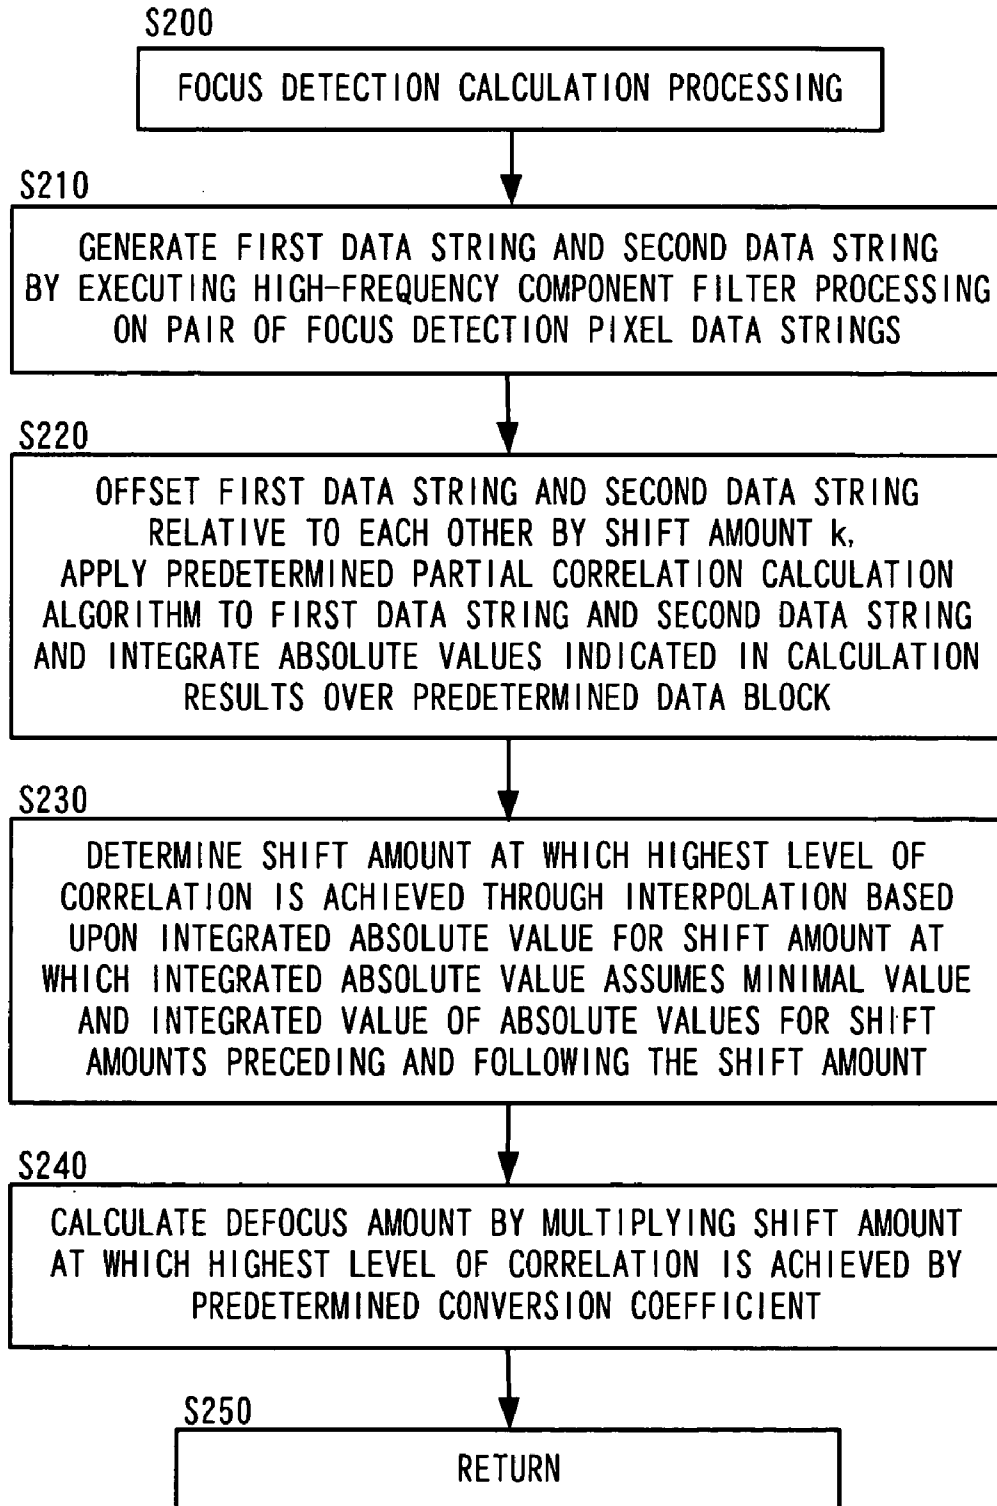 S200
FOCUS DETECTION CALCULATION PROCESSING
S210
GENERATE FIRST DATA STRING AND SECOND DATA STRING
BY EXECUTING HIGH-FREQUENCY COMPONENT FILTER PROCESSING
ON PAIR OF FOCUS DETECTION PIXEL DATA STRINGS
S220
OFFSET FIRST DATA STRING AND SECOND DATA STRING
RELATIVE TO EACH OTHER BY SHIFT AMOUNT k,
APPLY PREDETERMINED PARTIAL CORRELATION CALCULATION
ALGORITHM TO FIRST DATA STRING AND SECOND DATA STRING
AND INTEGRATE ABSOLUTE VALUES INDICATED IN CALCULATION
RESULTS OVER PREDETERMINED DATA BLOCK
S230
DETERMINE SHIFT AMOUNT AT WHICH HIGHEST LEVEL OF
CORRELATION IS ACHIEVED THROUGH INTERPOLATION BASED
UPON INTEGRATED ABSOLUTE VALUE FOR SHIFT AMOUNT AT
WHICH INTEGRATED ABSOLUTE VALUE ASSUMES MINIMAL VALUE
AND INTEGRATED VALUE OF ABSOLUTE VALUES FOR SHIFT
AMOUNTS PRECEDING AND FOLLOWING THE SHIFT AMOUNT
S240
CALCULATE DEFOCUS AMOUNT BY MULTIPLYING SHIFT AMOUNT
AT WHICH HIGHEST LEVEL OF CORRELATION IS ACHIEVED BY
PREDETERMINED CONVERSION COEFFICIENT
S250
RETURN